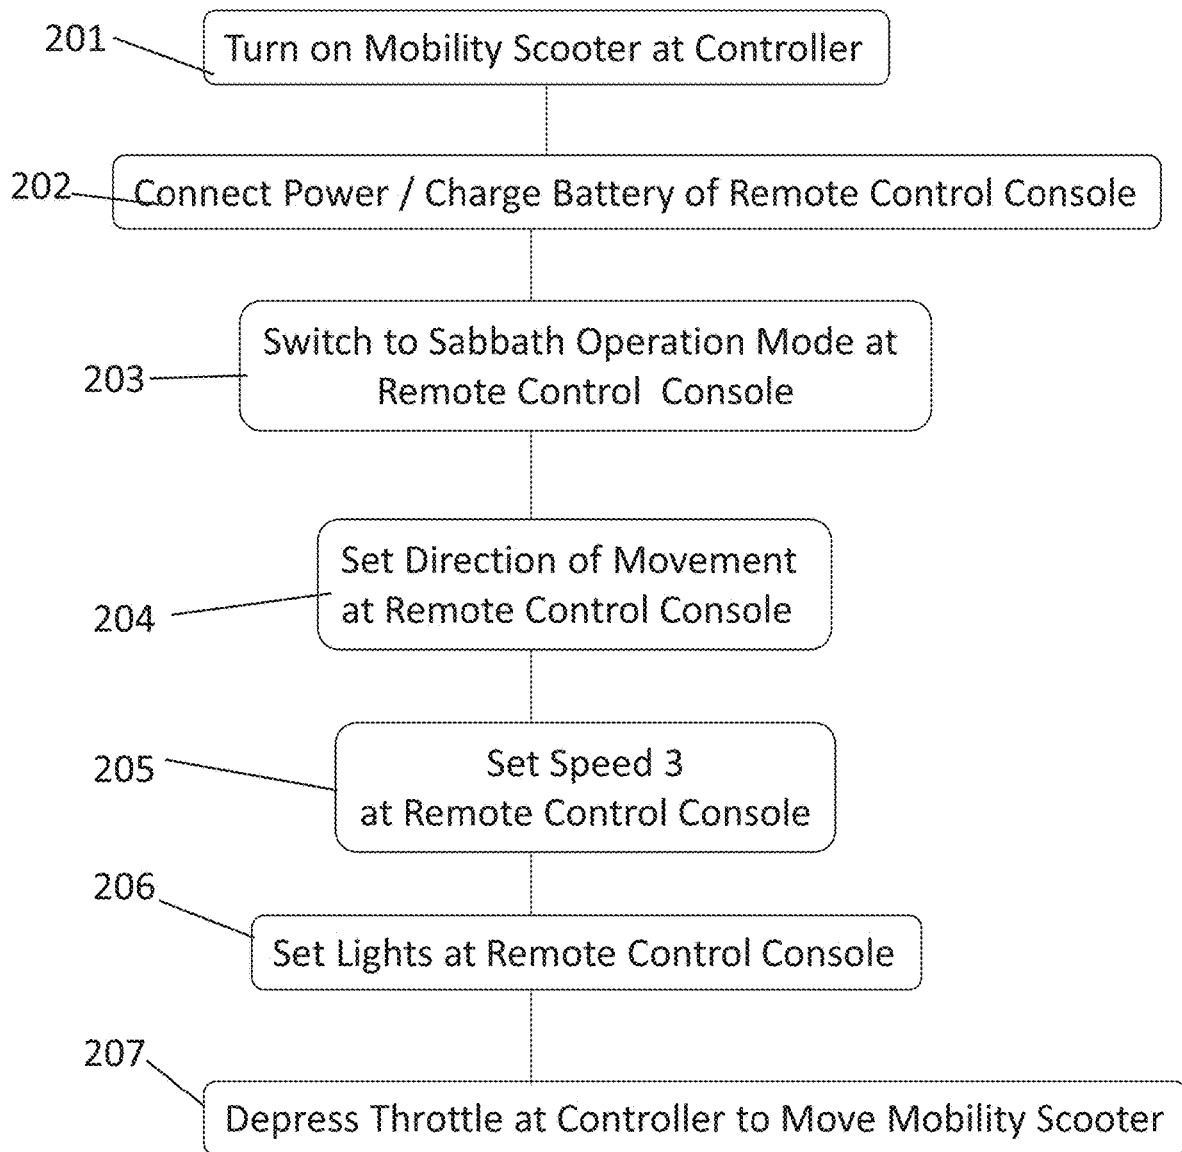 201
Turn on Mobility Scooter at Controller
202
Connect Power / Charge Battery of Remote Control Console
203
Switch to Sabbath Operation Mode at
Remote Control Console
204
Set Direction of Movement
at Remote Control Console
205
Set Speed 3
at Remote Control Console
206
Set Lights at Remote Control Console
207
Depress Throttle at Controller to Move Mobility Scooter